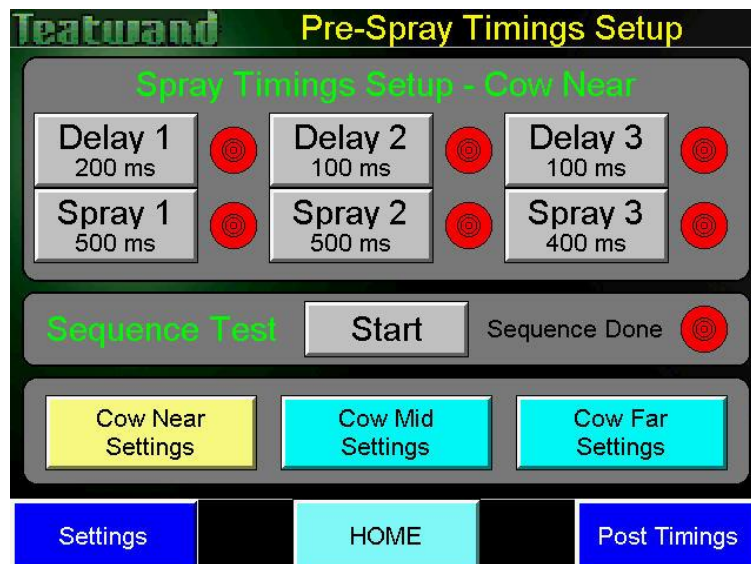 Teatwand Pre-Spray Timings Setup
Spray Timings Setup - Cow Near
Delay 1 Delay 2 Delay 3
200 ms 100 ms 100 ms
Spray 1 Spray 2 Spray 3
500 ms 500 ms 400 ms
Sequence Test Start Sequence Done
Cow Near Cow Mid Cow Far
Settings Settings Settings
Settings HOME Post Timings